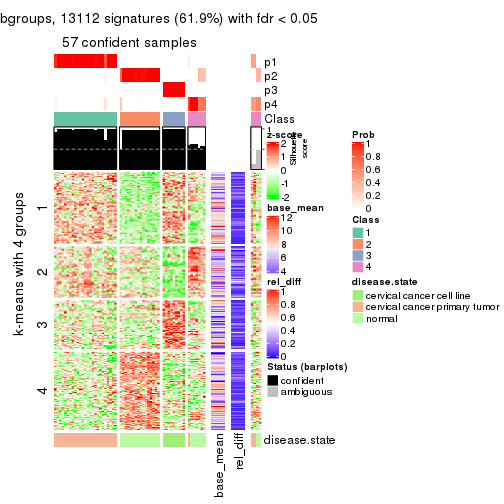 bgroups, 13112 signatures (61.9%) with fdr < 0.05
57 confident samples
p1
p2
p3
p4
Class
1
Silhouette
score
k-means with 4 groups
1
2
3
4
base_mean
rel_diff
disease.state
z-score
2
1
0
-1
-2
base_mean
12
10
8
6
4
rel_diff
1
0.8
0.6
0.4
0.2
0
Status (barplots)
confident
ambiguous
Prob
1
0.8
0.6
0.4
0.2
0
Class
1
2
3
4
disease.state
cervical cancer cell line
cervical cancer primary tumor
normal